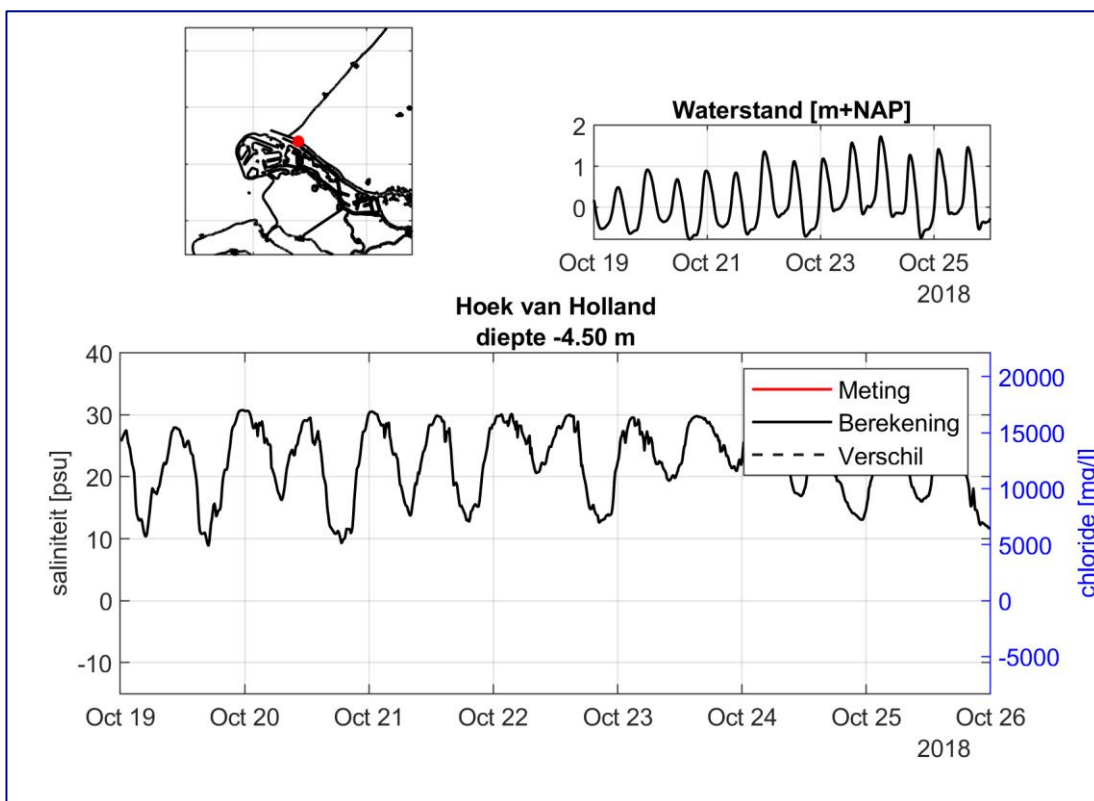 Waterstand [m+NAP]
2
1
0
Oct 19
Oct 21
Oct 23
Oct 25
2018
Hoek van Holland
diepte -4.50 m
saliniteit [psu]
40
30
20
10
0
-10
Meting
Berekening
Verschil
chloride [mg/l]
20000
15000
10000
5000
0
-5000
Oct 19
Oct 20
Oct 21
Oct 22
Oct 23
Oct 24
Oct 25
Oct 26
2018